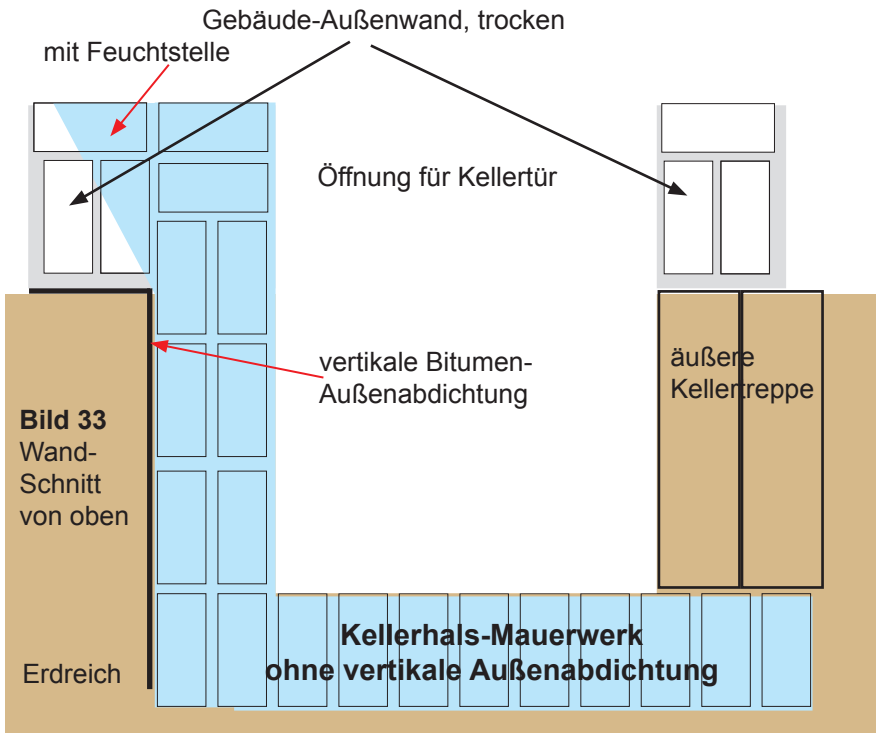 Gebäude-Außenwand, trocken
mit Feuchtstelle
Öffnung für Kellertür
vertikale Bitumen-
Außenabdichtung
äußere
Kellertreppe
Bild 33
Wand-
Schnitt
von oben
Kellerhals-Mauerwerk
ohne vertikale Außenabdichtung
Erdreich